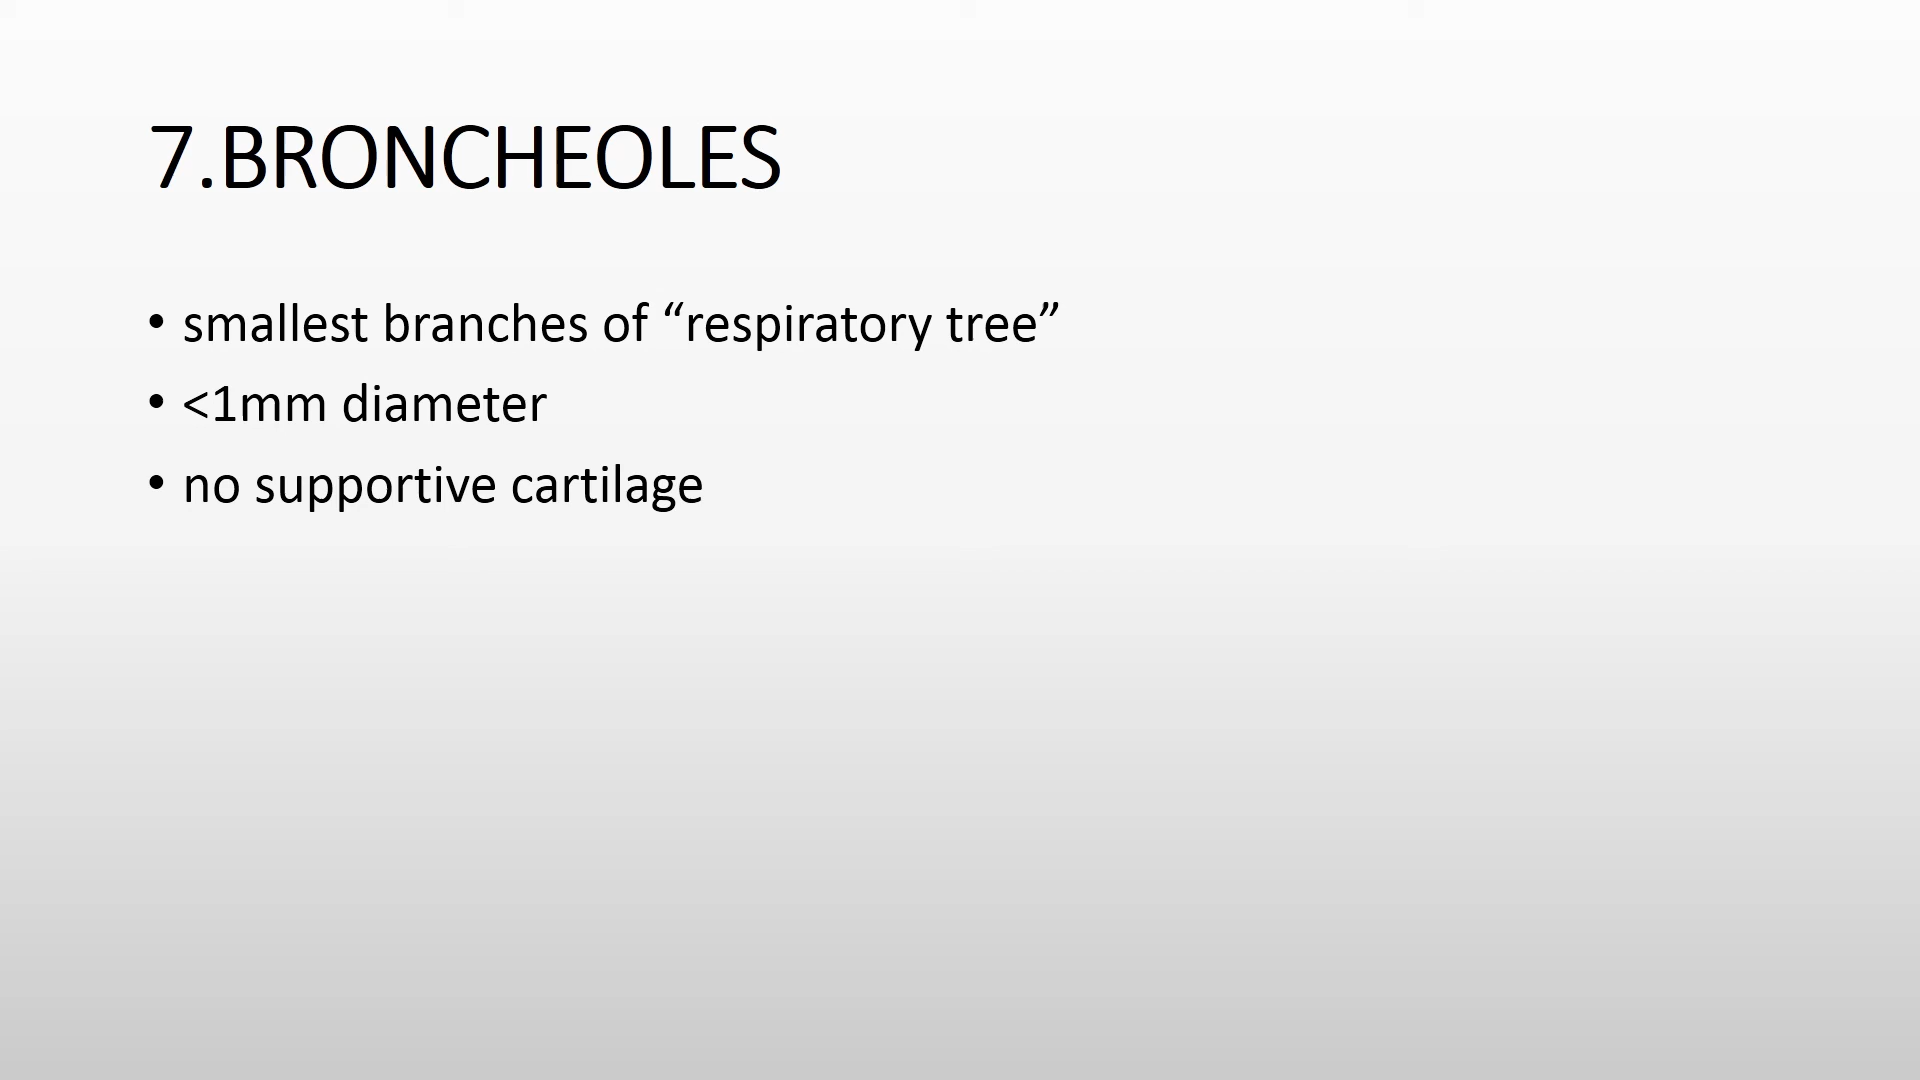 7.BRONCHEOLES
• smallest branches of “respiratory tree”
• <1mm diameter
• no supportive cartilage